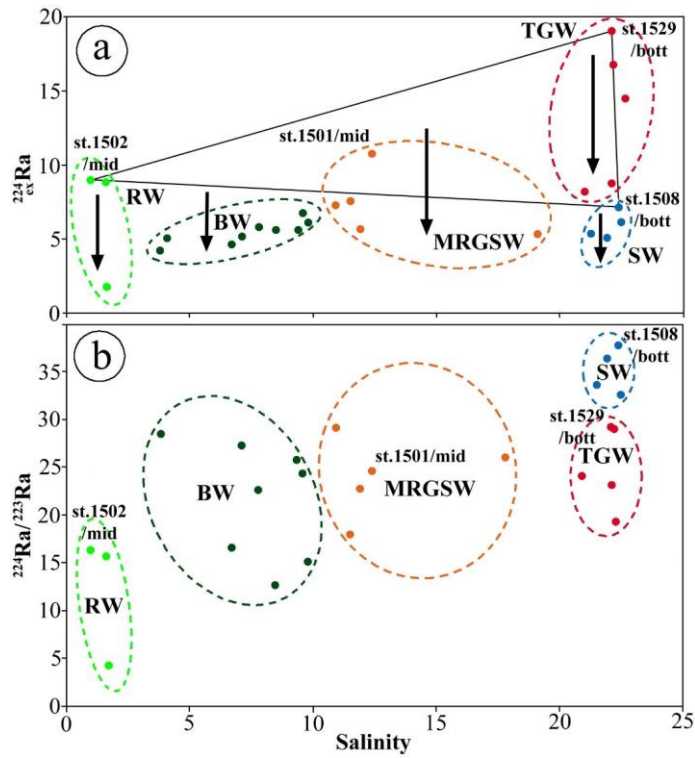 a
20
15
10
5
0
²²⁴ₑₓRa
TGW
st.1529
/bott
st.1502
/mid
st.1501/mid
RW
BW
MRGSW
st.1508
/bott
SW
b
35
30
25
20
15
10
5
0
²²⁴Ra/²²³Ra
st.1508
/bott
SW
st.1529
/bott
TGW
st.1501/mid
BW
MRGSW
st.1502
/mid
RW
0 5 10 15 20 25
Salinity